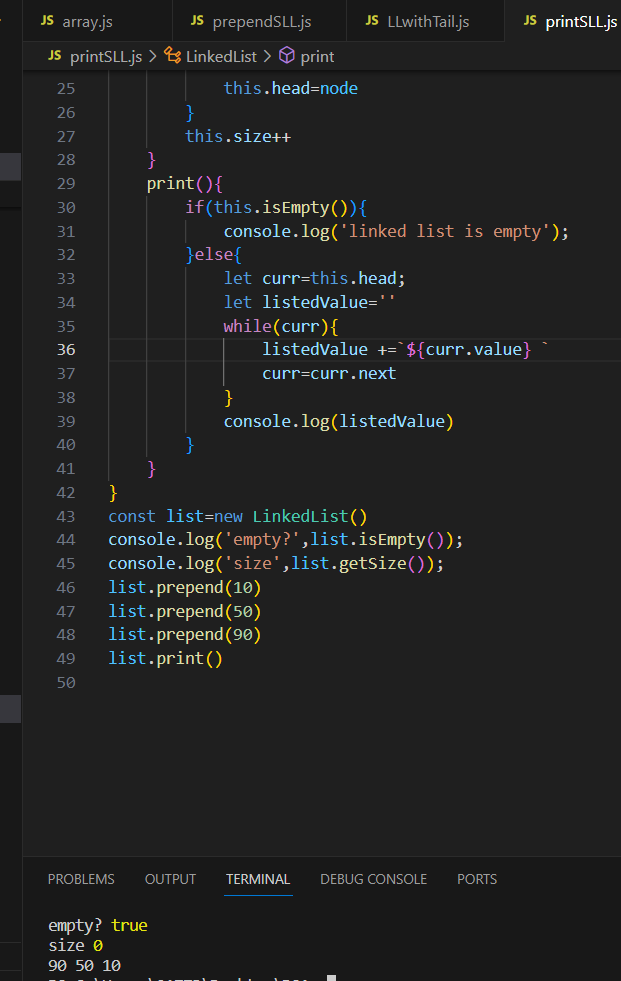 JS array.js JS prependSLL.js JS LLwithTail.js JS printSLL.js
JS printSLL.js > LinkedList > print
25 this.head=node
26 }
27 this.size++
28 }
29 print(){
30 if(this.isEmpty()){
31 console.log('linked list is empty');
32 }else{
33 let curr=this.head;
34 let listedValue=''
35 while(curr){
36 listedValue +=`${curr.value} `
37 curr=curr.next
38 }
39 console.log(listedValue)
40 }
41 }
42 }
43 const list=new LinkedList()
44 console.log('empty?',list.isEmpty());
45 console.log('size',list.getSize());
46 list.prepend(10)
47 list.prepend(50)
48 list.prepend(90)
49 list.print()
50
PROBLEMS OUTPUT TERMINAL DEBUG CONSOLE PORTS
empty? true
size 0
90 50 10